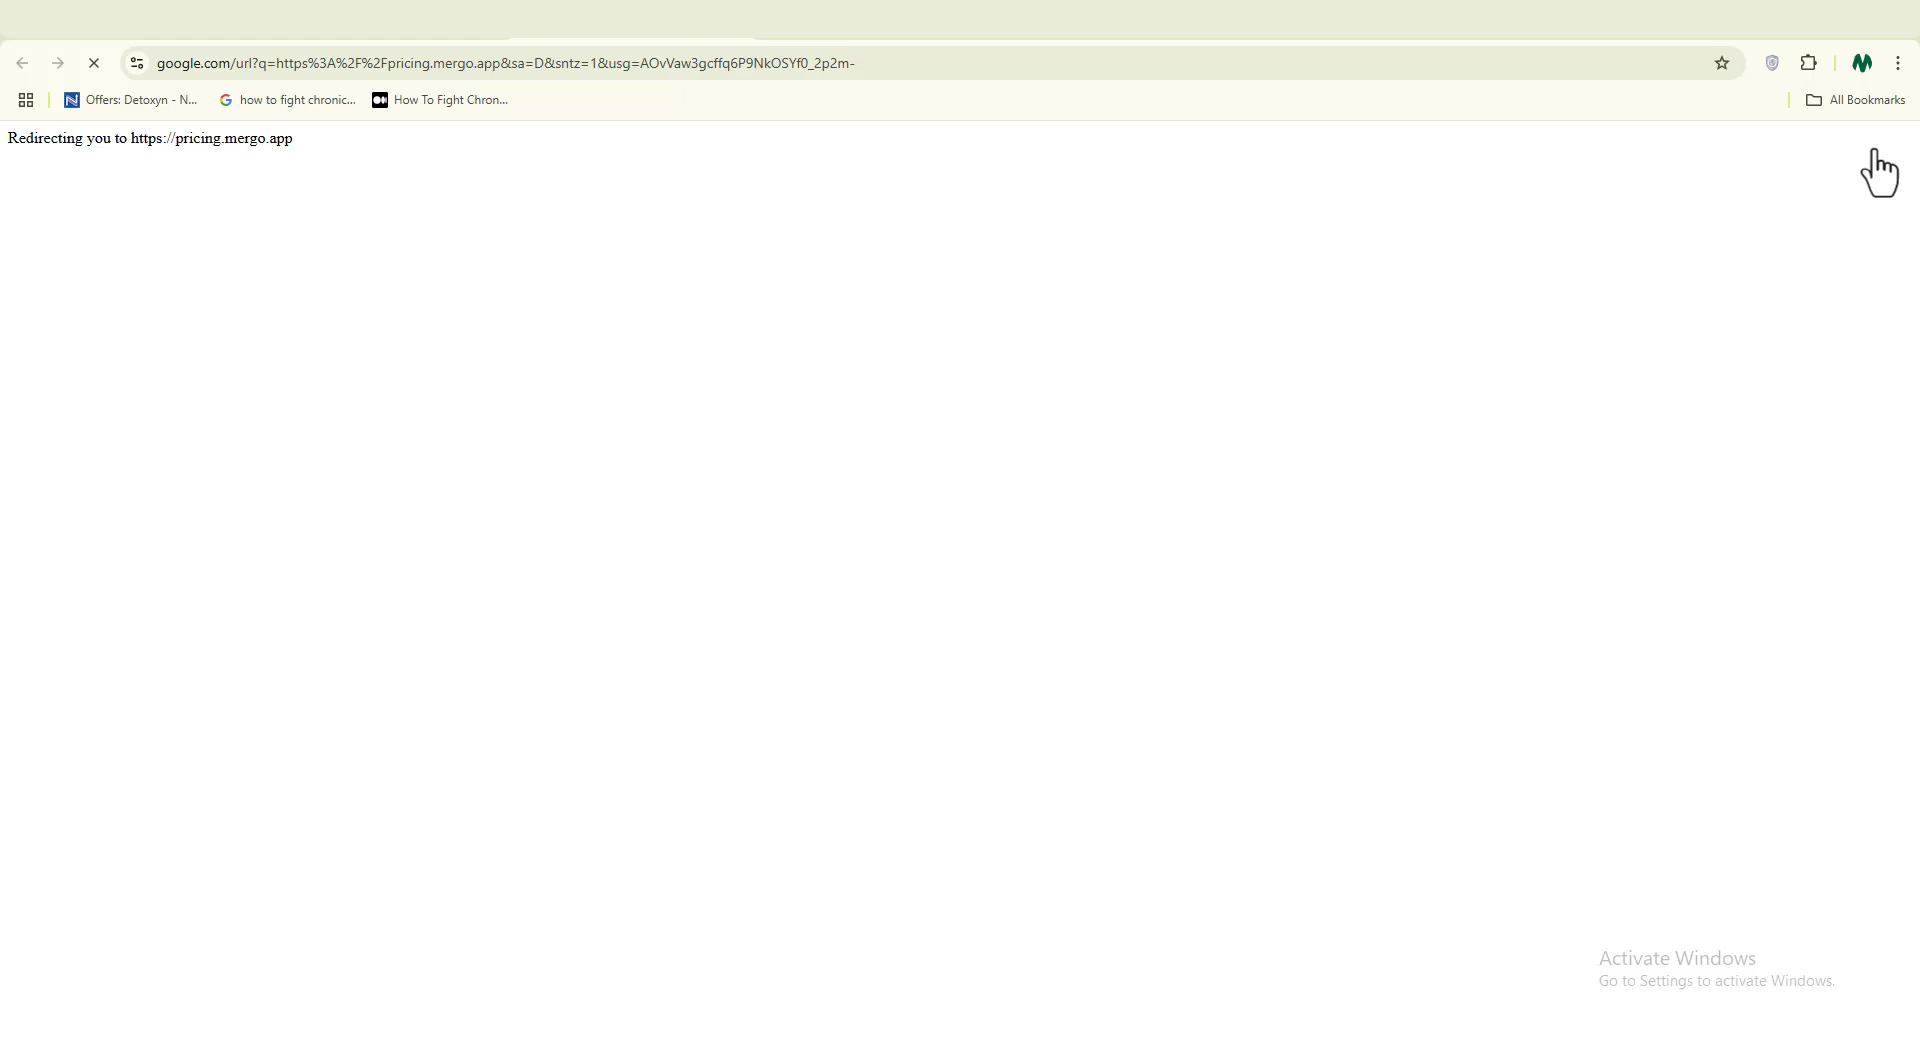 google.com/url?q=https%3A%2F%2Fpricing.mergo.app&sa=D&sntz=1&usg=AOvVaw3gcffq6P9NkOSYf0_2p2m-
Offers: Detoxyn - N... how to fight chronic... How To Fight Chron... All Bookmarks
Redirecting you to https://pricing.mergo.app
Activate Windows
Go to Settings to activate Windows.